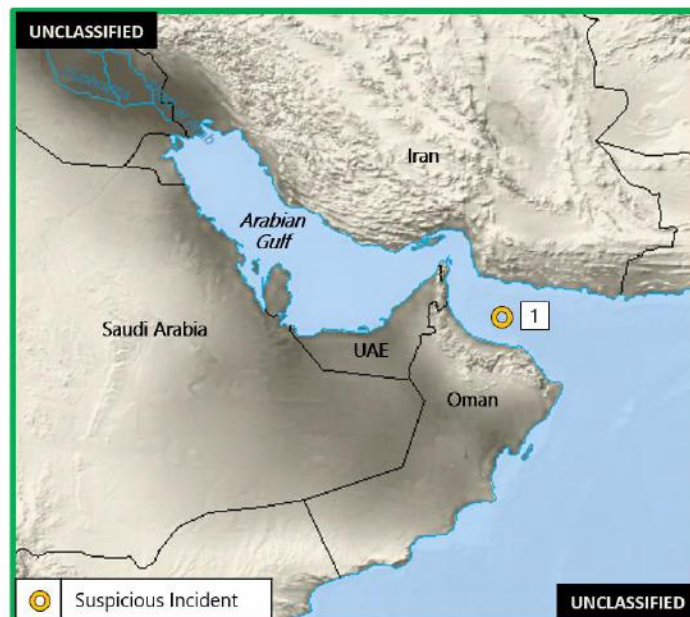 UNCLASSIFIED
Iran
Arabian
Gulf
1
Saudi Arabia
UAE
Oman
Suspicious Incident
UNCLASSIFIED